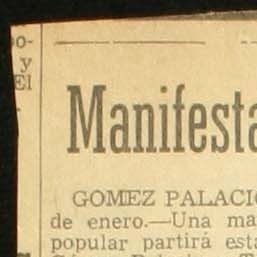 o-
y
El
Manifesta
GOMEZ PALACIO
de enero.—Una ma
popular partirá esta